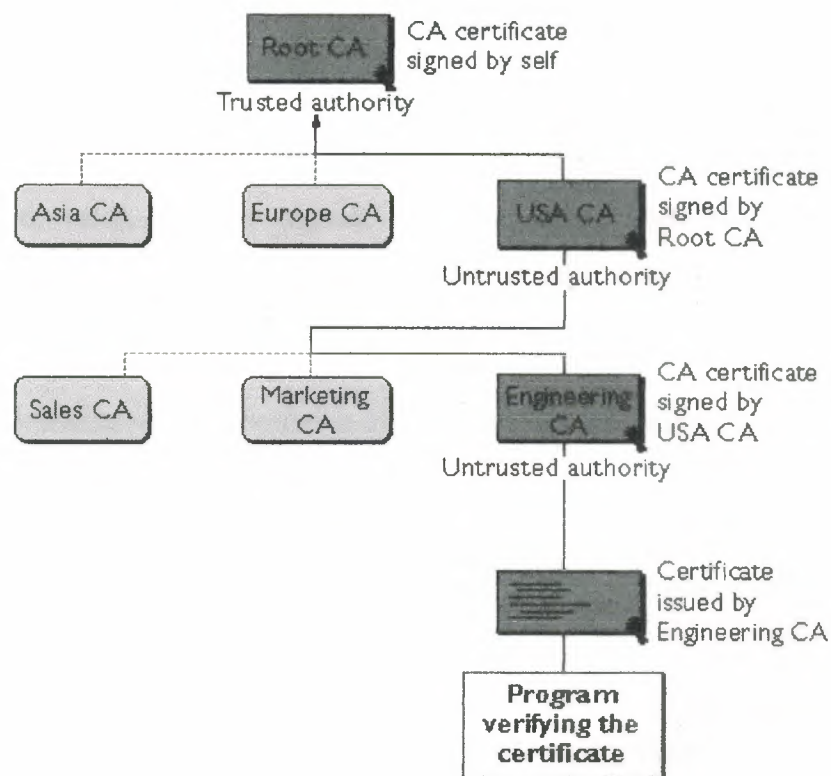 Root CA
CA certificate
signed by self
Trusted authority
Asia CA
Europe CA
USA CA
CA certificate
signed by
Root CA
Untrusted authority
Sales CA
Marketing
CA
Engineering
CA
CA certificate
signed by
USA CA
Untrusted authority
Certificate
issued by
Engineering CA
Program
verifying the
certificate